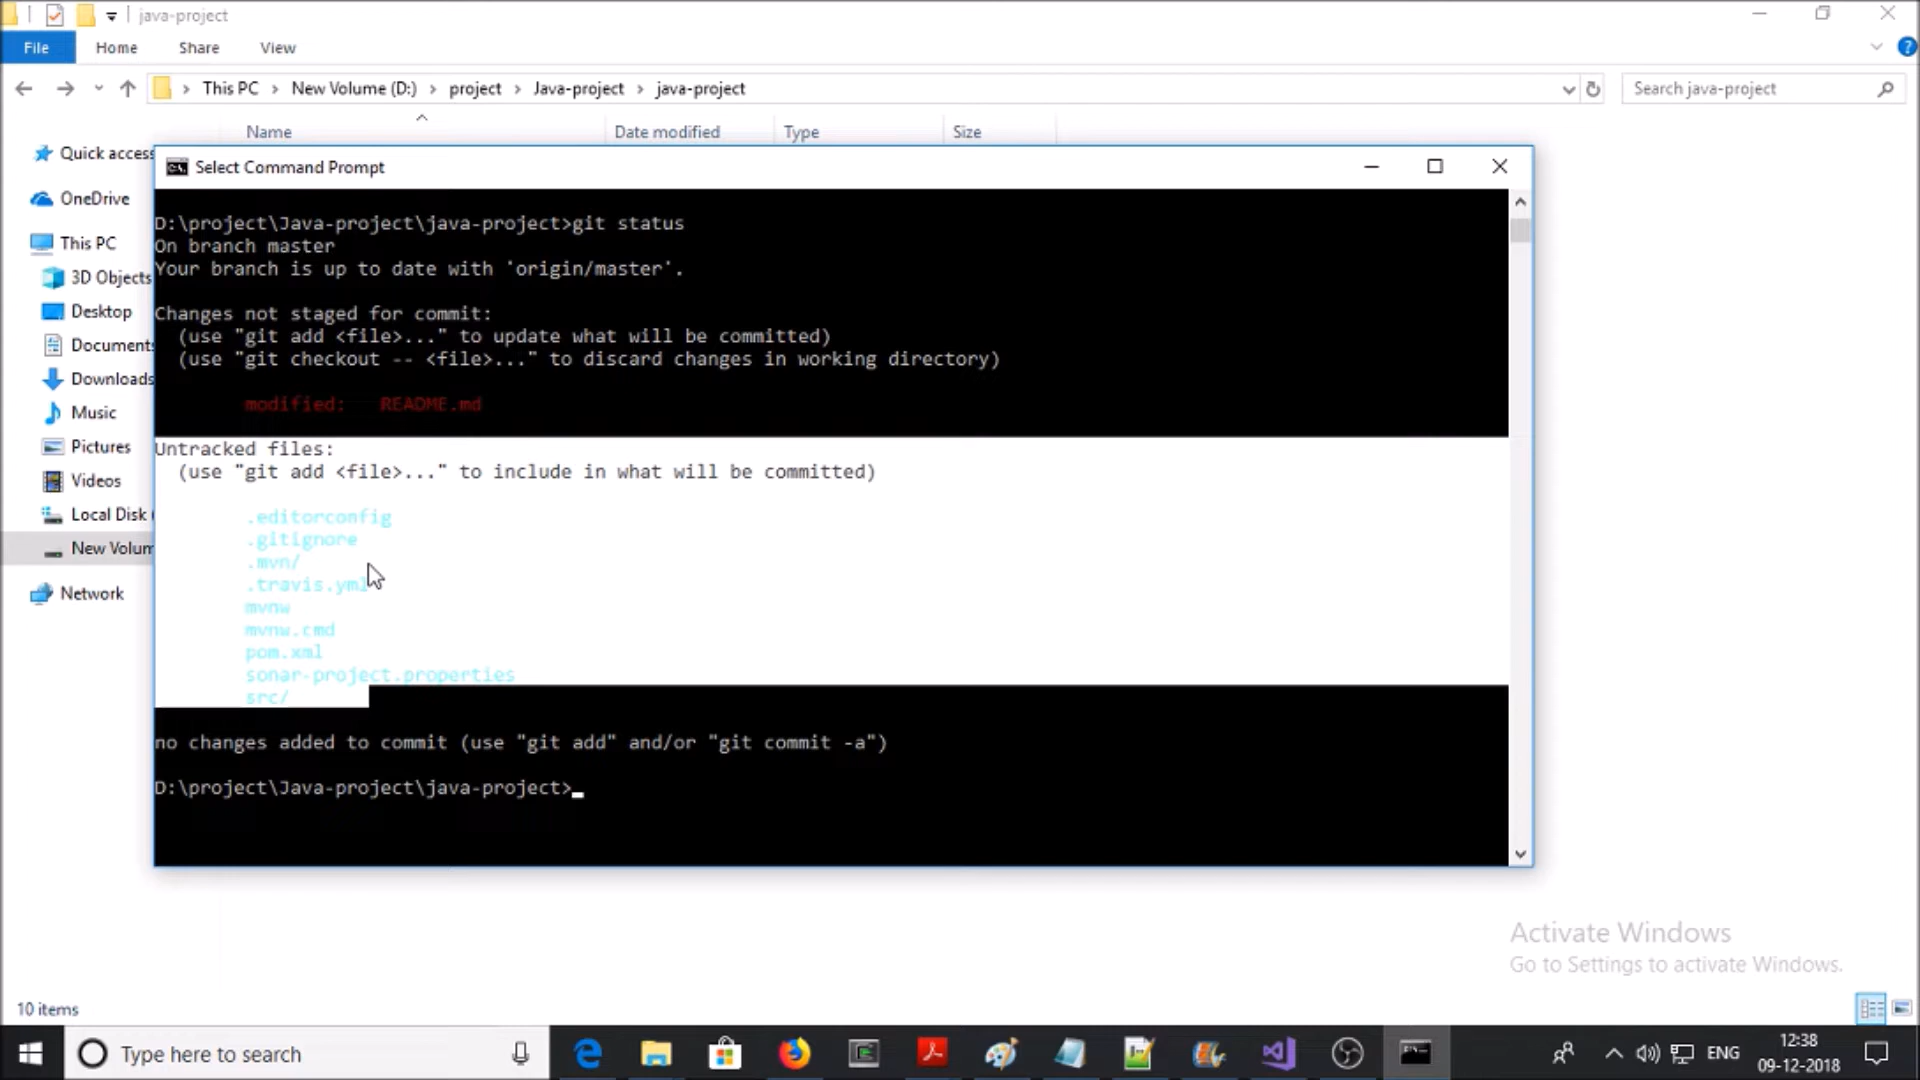 java-project
File Home Share View
This PC New Volume (D:) project Java-project java-project
Search java-project
Name Date modified Type Size
Quick access
OneDrive
This PC
3D Objects
Desktop
Documents
Downloads
Music
Pictures
Videos
Local Disk (
New Volum
Network
Select Command Prompt
D:\project\Java-project\java-project>git status
On branch master
Your branch is up to date with 'origin/master'.
Changes not staged for commit:
(use "git add <file>..." to update what will be committed)
(use "git checkout -- <file>..." to discard changes in working directory)
modified: README.md
Untracked files:
(use "git add <file>..." to include in what will be committed)
.editorconfig
.gitignore
.mvn/
.travis.yml
mvnw
mvnw.cmd
pom.xml
sonar-project.properties
src/
no changes added to commit (use "git add" and/or "git commit -a")
D:\project\Java-project\java-project>
Activate Windows
Go to Settings to activate Windows.
10 items
Type here to search
ENG
12:38
09-12-2018